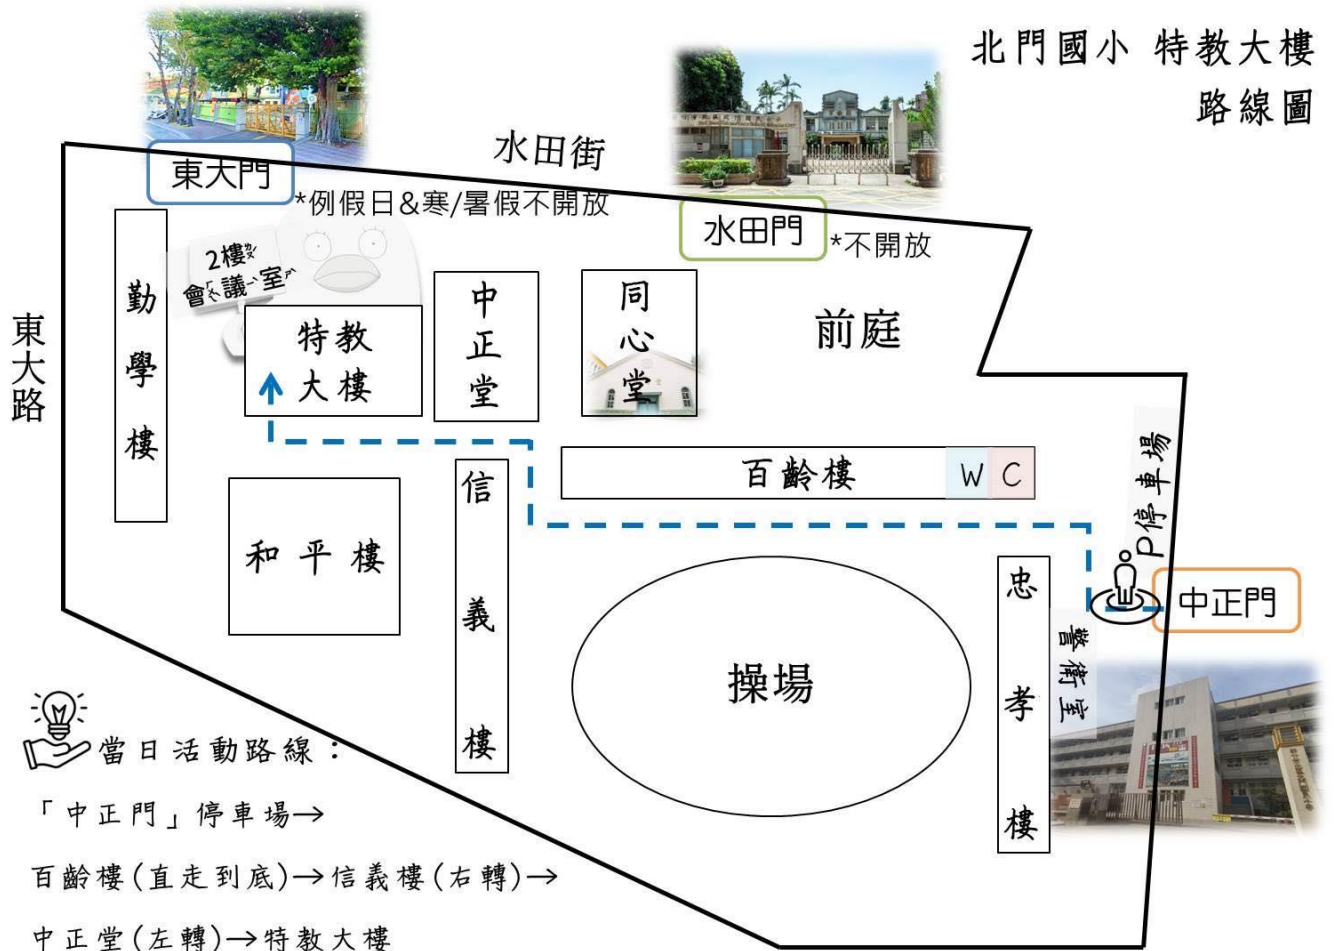 北門國小 特教大樓
路線圖
水田街
東大門
*例假日&寒/暑假不開放
水田門
*不開放
2樓
會議室
勤學樓
特教
大樓
中正堂
同心堂
前庭
東大路
百齡樓 W C
P停車場
信義樓
和平樓
忠孝樓
中正門
警衛室
操場
當日活動路線:
「中正門」停車場→
百齡樓(直走到底)→信義樓(右轉)→
中正堂(左轉)→特教大樓